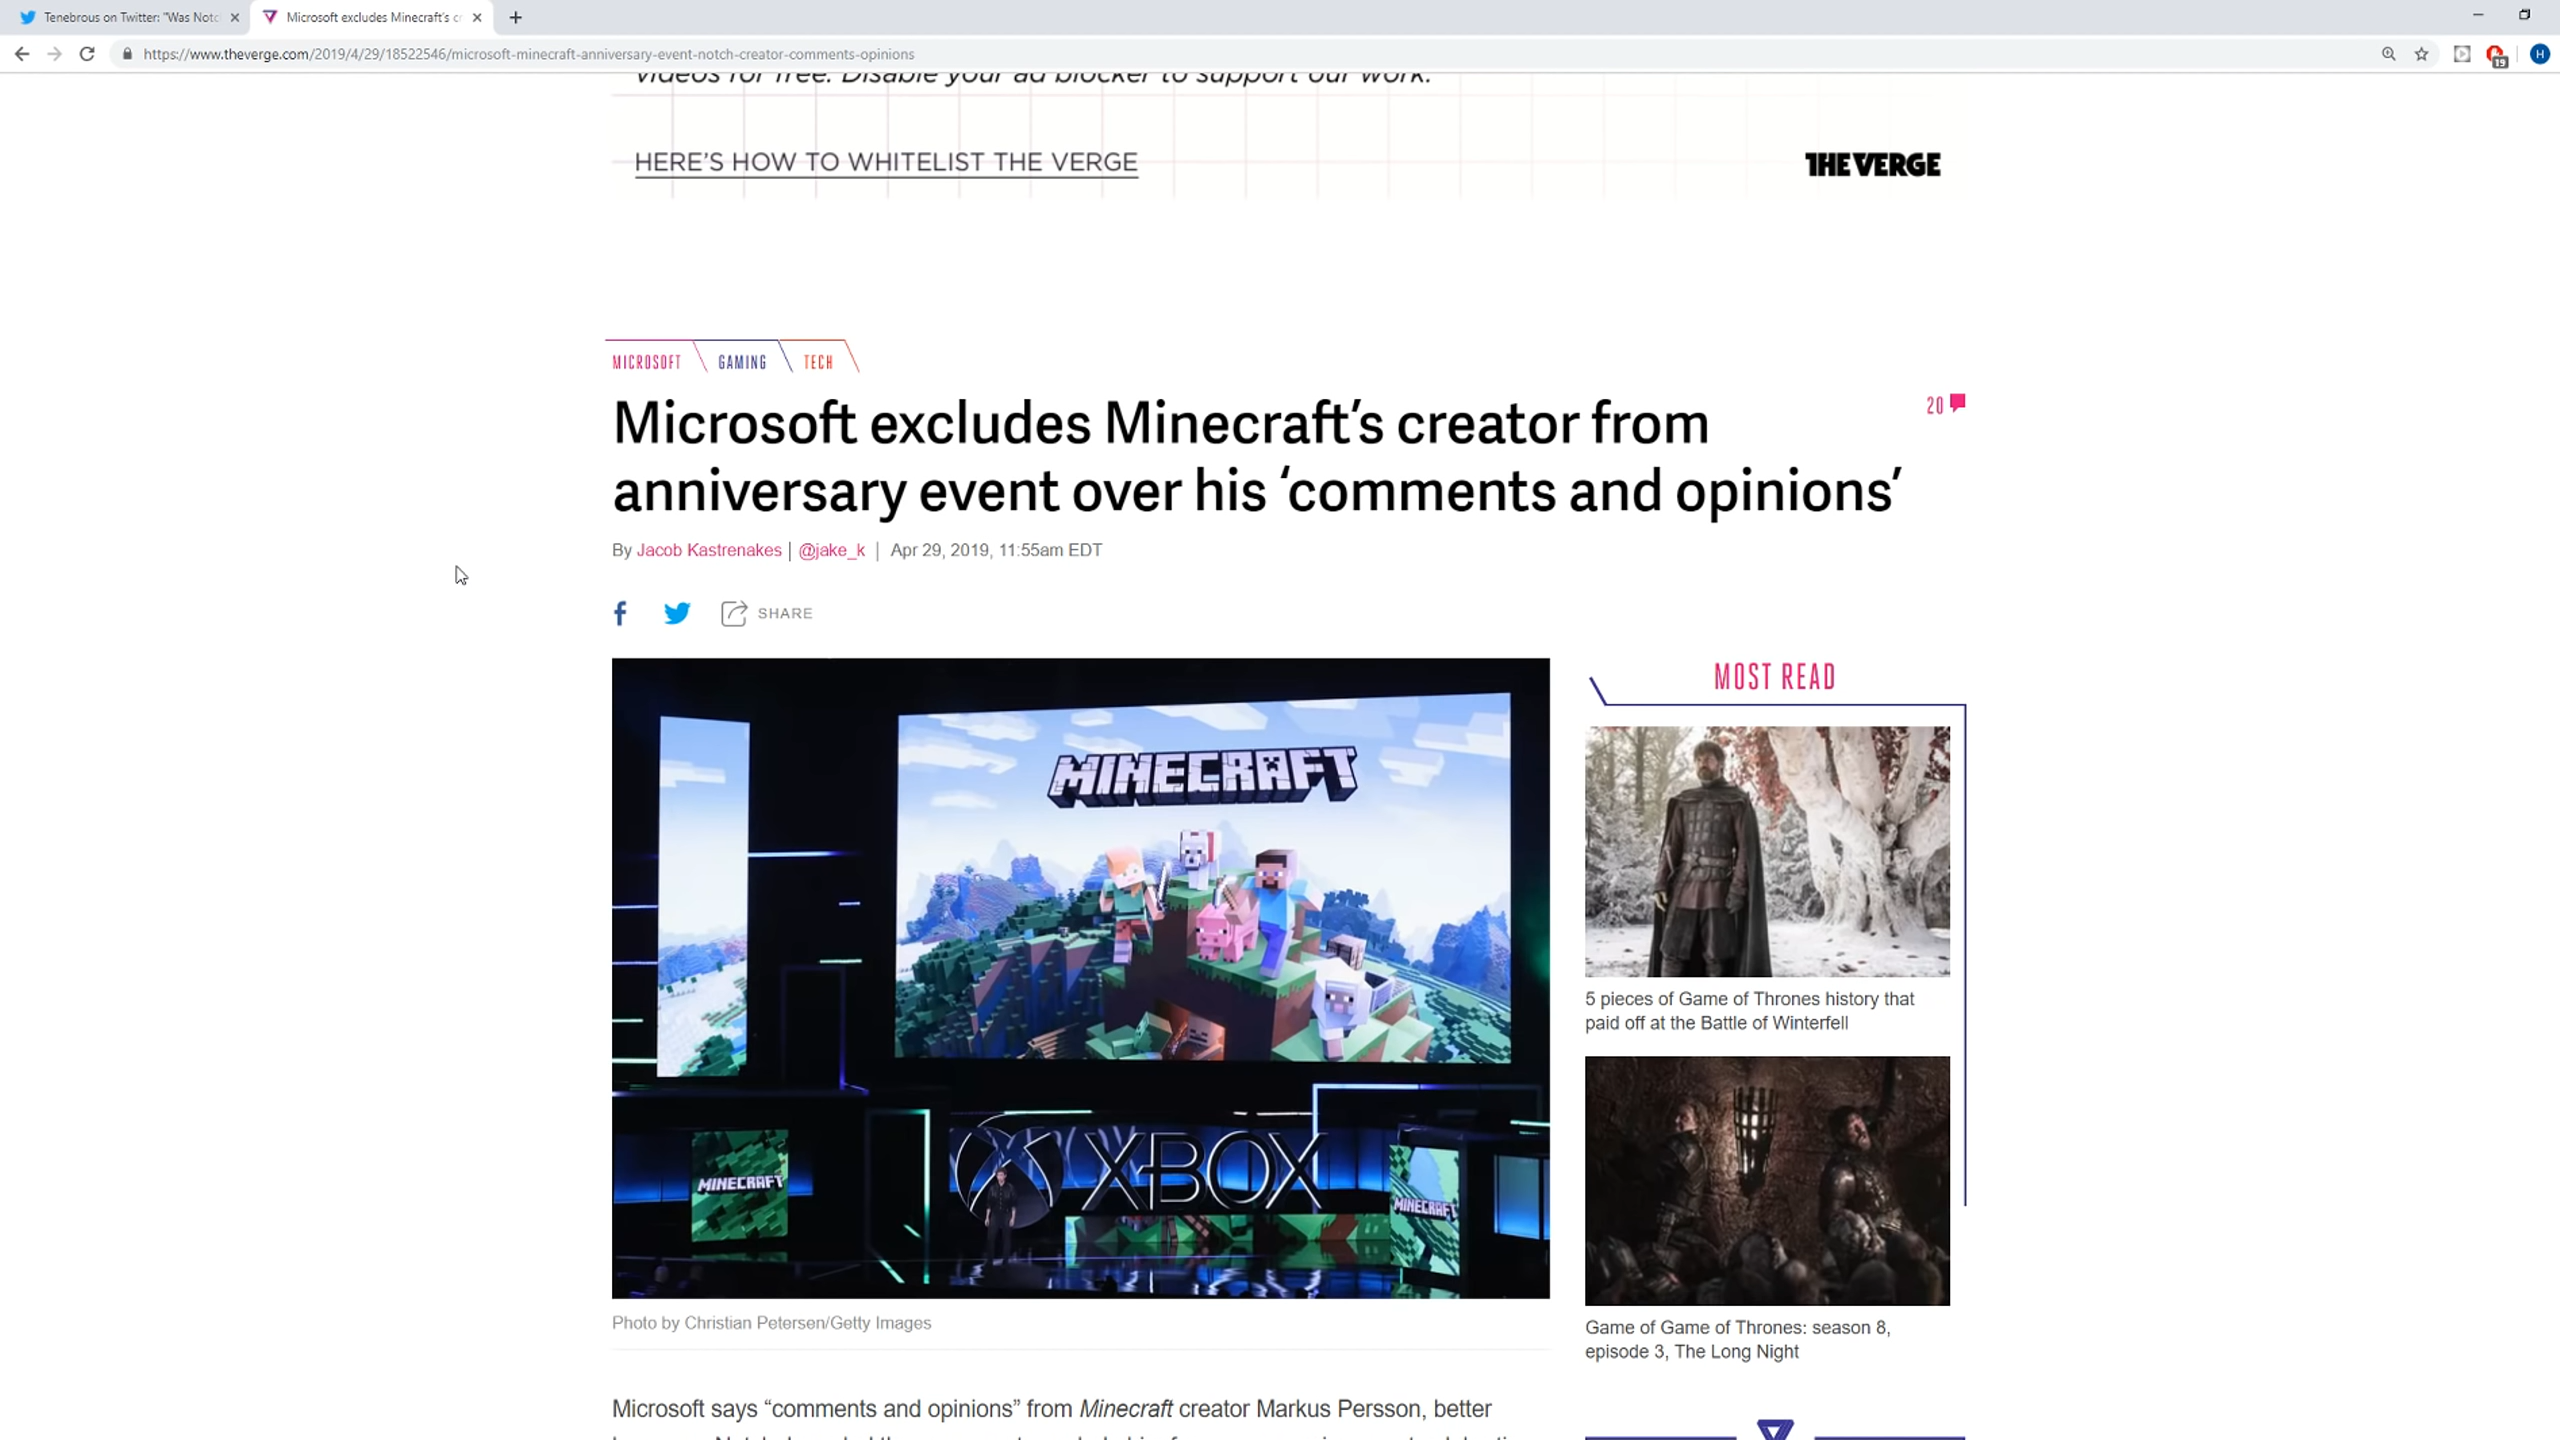 Tenebrous on Twitter: "Was Notc
Microsoft excludes Minecraft's cr
https://www.theverge.com/2019/4/29/18522546/microsoft-minecraft-anniversary-event-notch-creator-comments-opinions
19
H
videos for free. Disable your ad blocker to support our work.
HERE'S HOW TO WHITELIST THE VERGE
THE VERGE
MICROSOFT
GAMING
TECH
Microsoft excludes Minecraft's creator from
anniversary event over his 'comments and opinions'
20
By Jacob Kastrenakes | @jake_k | Apr 29, 2019, 11:55am EDT
SHARE
MINECRAFT
XBOX
MINECRAFT
MINECRAFT
Photo by Christian Petersen/Getty Images
MOST READ
5 pieces of Game of Thrones history that
paid off at the Battle of Winterfell
Game of Game of Thrones: season 8,
episode 3, The Long Night
Microsoft says “comments and opinions” from Minecraft creator Markus Persson, better